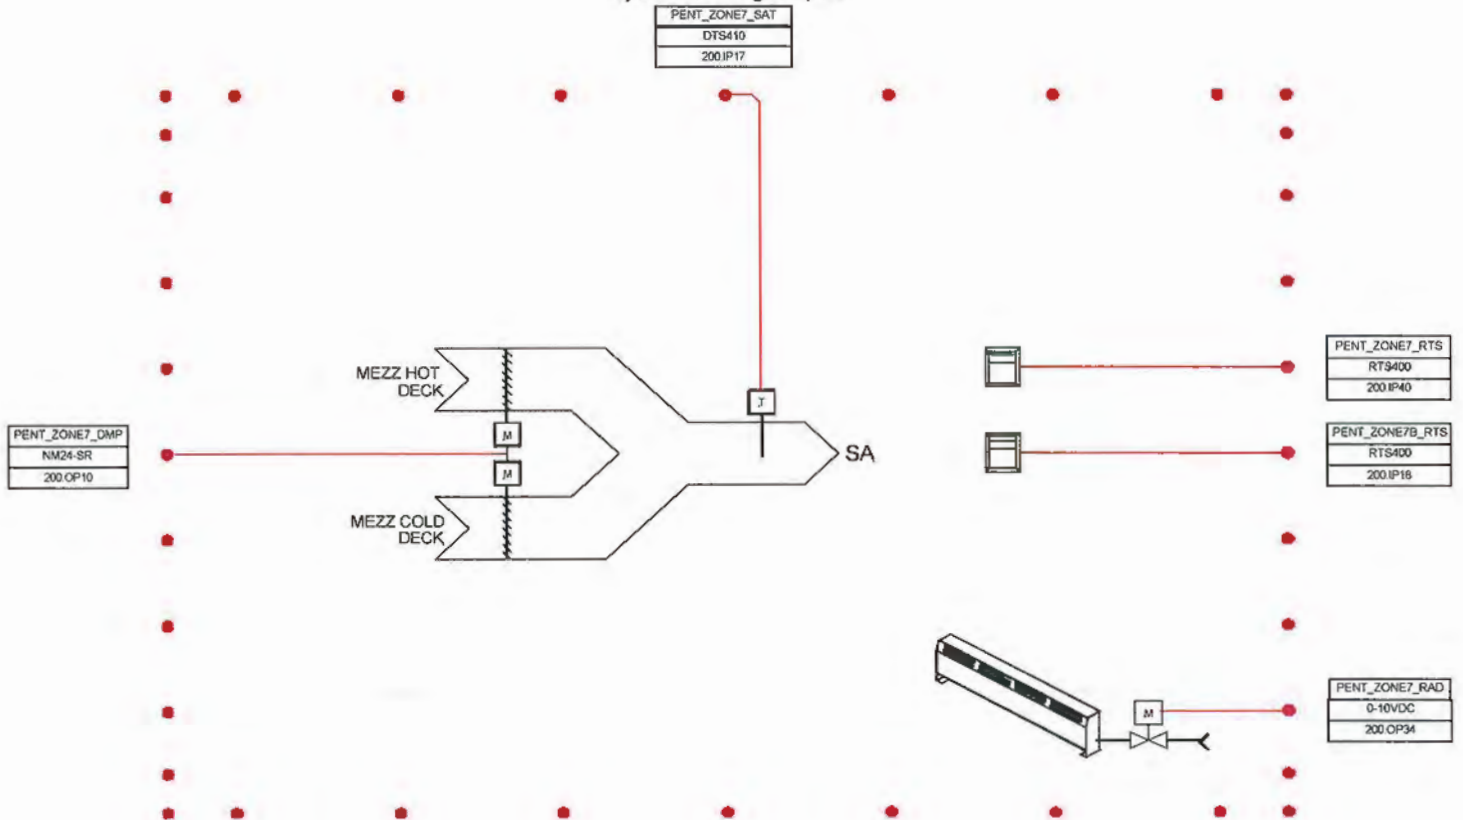 PENT_ZONE7_SAT
DTS410
200.IP17
MEZZ HOT
DECK
PENT_ZONE7_RTS
RTS400
200.IP40
T
PENT_ZONE7_DMP
NM24-SR
200.OP10
M
M
SA
PENT_ZONE7B_RTS
RTS400
200.IP18
MEZZ COLD
DECK
PENT_ZONE7_RAD
0-10VDC
200.OP34
M